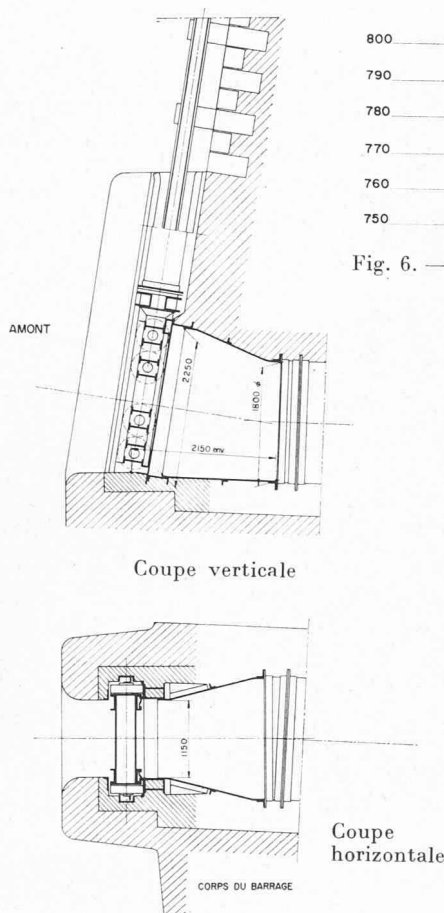 800
790
780
770
760
750
Fig. 6. —
AMONT
2250
1800 ø
2150 mv.
Coupe verticale
1150
Coupe
horizontale
CORPS DU BARRAGE